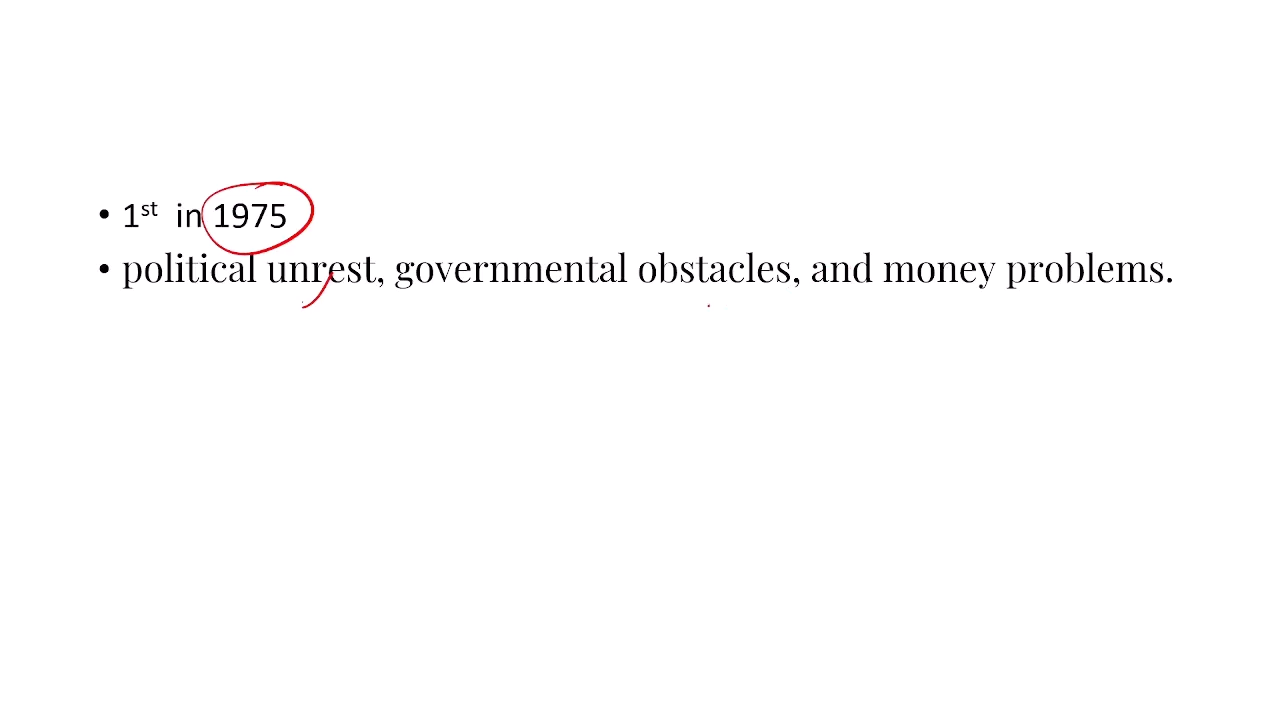 • 1st in 1975
• political unrest, governmental obstacles, and money problems.